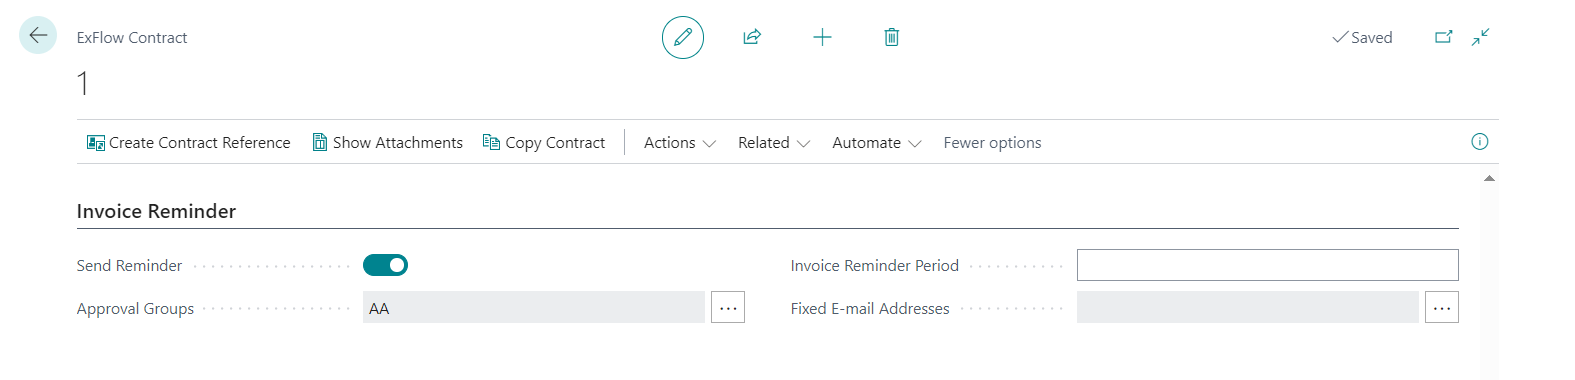 ExFlow Contract
Saved
1
Create Contract Reference Show Attachments Copy Contract Actions Related Automate Fewer options
Invoice Reminder
Send Reminder Invoice Reminder Period
Approval Groups AA ... Fixed E-mail Addresses ...